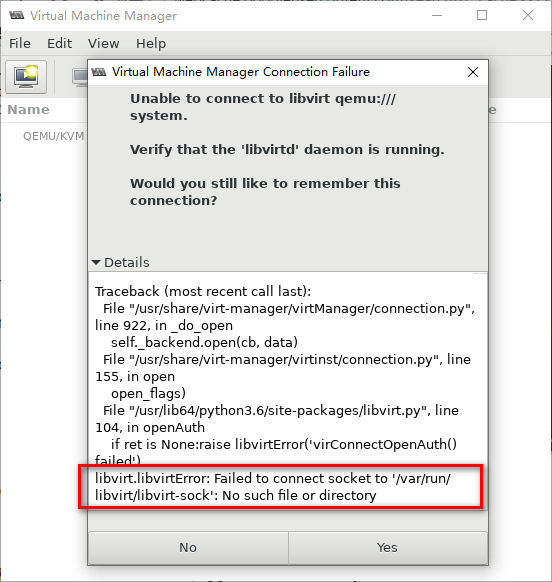 Virtual Machine Manager
File Edit View Help
Virtual Machine Manager Connection Failure
Name
QEMU/KVM
Unable to connect to libvirt qemu:///
system.
Verify that the 'libvirtd' daemon is running.
Would you still like to remember this
connection?
Details
Traceback (most recent call last):
File "/usr/share/virt-manager/virtManager/connection.py",
line 922, in _do_open
self._backend.open(cb, data)
File "/usr/share/virt-manager/virtinst/connection.py", line
155, in open
open_flags)
File "/usr/lib64/python3.6/site-packages/libvirt.py", line
104, in openAuth
if ret is None:raise libvirtError('virConnectOpenAuth()
failed')
libvirt.libvirtError: Failed to connect socket to '/var/run/
libvirt/libvirt-sock': No such file or directory
No Yes